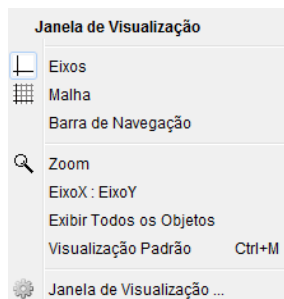 Janela de Visualização
Eixos
Malha
Barra de Navegação
Zoom
EixoX : EixoY
Exibir Todos os Objetos
Visualização Padrão Ctrl+M
Janela de Visualização ...